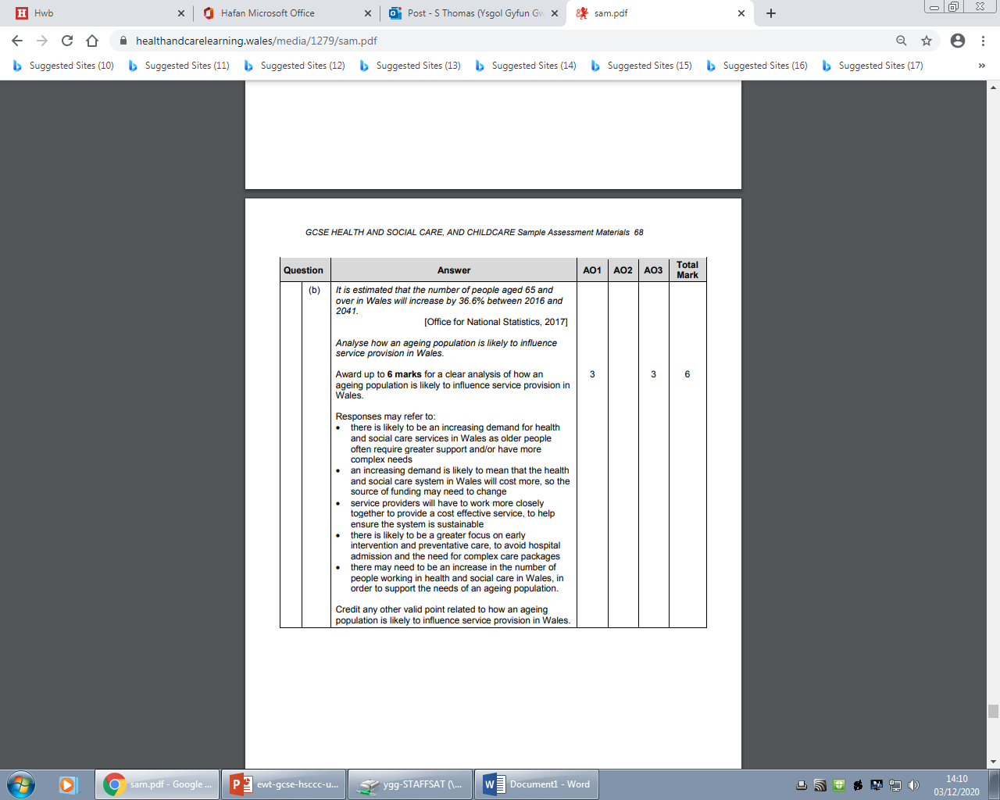 Hwb
Hafan Microsoft Office
Post - S Thomas (Ysgol Gyfun Gw
sam.pdf
healthandcarelearning.wales/media/1279/sam.pdf
Suggested Sites (10)
Suggested Sites (11)
Suggested Sites (12)
Suggested Sites (13)
Suggested Sites (14)
Suggested Sites (15)
Suggested Sites (16)
Suggested Sites (17)
GCSE HEALTH AND SOCIAL CARE, AND CHILDCARE Sample Assessment Materials 68
Question Answer AO1 AO2 AO3 Total Mark
(b) It is estimated that the number of people aged 65 and
over in Wales will increase by 36.6% between 2016 and
2041.
[Office for National Statistics, 2017]
Analyse how an ageing population is likely to influence
service provision in Wales.
Award up to 6 marks for a clear analysis of how an 3 3 6
ageing population is likely to influence service provision in
Wales.
Responses may refer to:
• there is likely to be an increasing demand for health
and social care services in Wales as older people
often require greater support and/or have more
complex needs
• an increasing demand is likely to mean that the health
and social care system in Wales will cost more, so the
source of funding may need to change
• service providers will have to work more closely
together to provide a cost effective service, to help
ensure the system is sustainable
• there is likely to be a greater focus on early
intervention and preventative care, to avoid hospital
admission and the need for complex care packages
• there may need to be an increase in the number of
people working in health and social care in Wales, in
order to support the needs of an ageing population.
Credit any other valid point related to how an ageing
population is likely to influence service provision in Wales.
sam.pdf - Google ...
ewt-gcse-hsccc-u...
ygg-STAFFSAT (\\...
Document1 - Word
14:10
03/12/2020